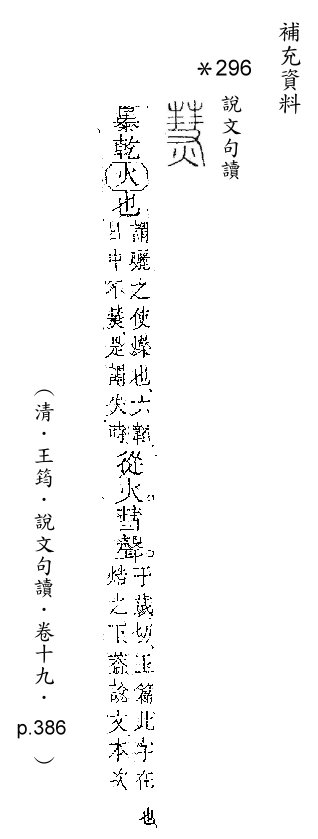 補充資料
＊296
說文句讀
熭
暴乾火也
謂曬之使燥也六韜
日中不熭是謂失時
從火彗聲
于歲切玉篇此字在
焅之下蓋說文本次
也
（清．王筠．說文句讀．卷十九．p.386）